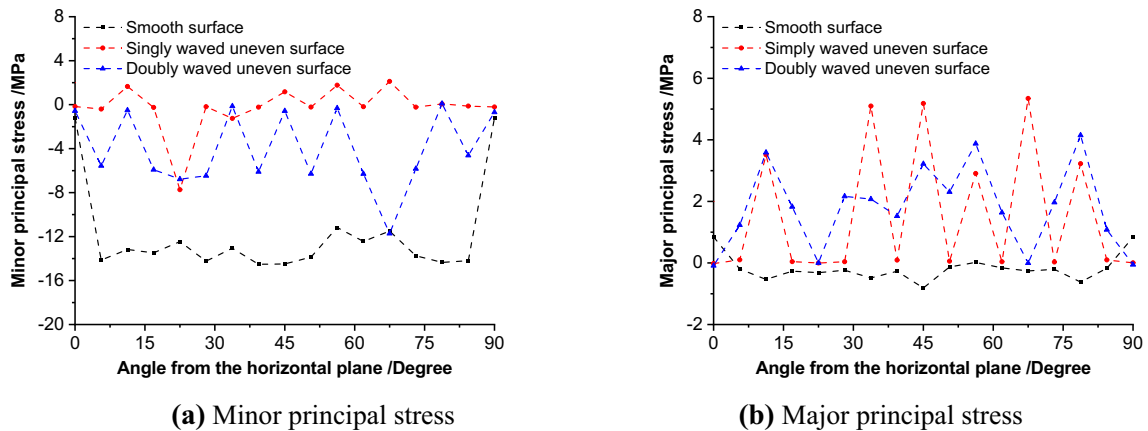 8
4
0
-4
-8
-12
-16
-20
Minor principal stress /MPa
Smooth surface
Singly waved uneven surface
Doubly waved uneven surface
0 15 30 45 60 75 90
Angle from the horizontal plane /Degree
(a) Minor principal stress
8
6
4
2
0
-2
Major principal stress /MPa
Smooth surface
Simply waved uneven surface
Doubly waved uneven surface
0 15 30 45 60 75 90
Angle from the horizontal plane /Degree
(b) Major principal stress